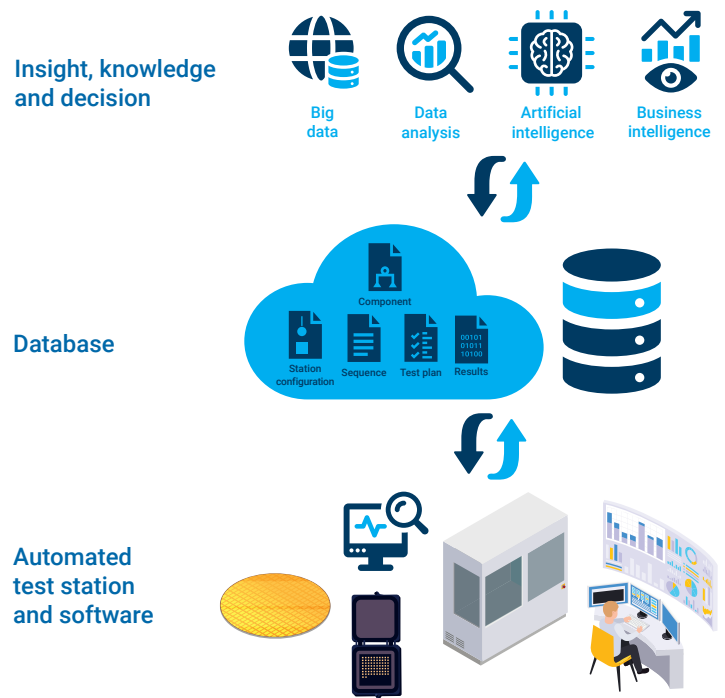 Insight, knowledge
and decision
Big
data
Data
analysis
Artificial
intelligence
Business
intelligence
Database
Component
Station
configuration
Sequence
Test plan
00101
01011
10100
Results
Automated
test station
and software